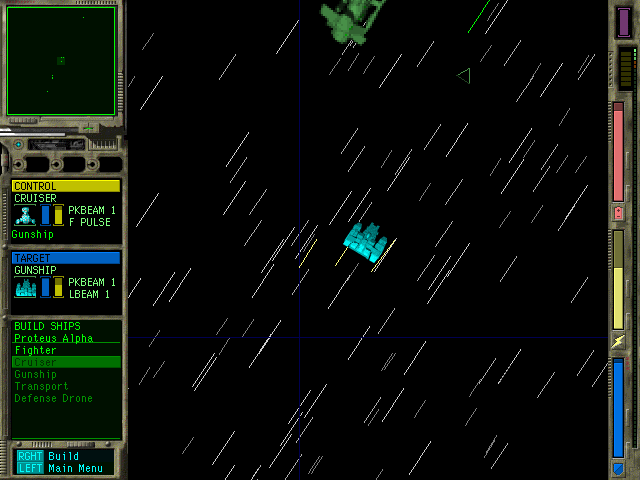 CONTROL
CRUISER
PKBEAM 1
F PULSE
Gunship
TARGET
GUNSHIP
PKBEAM 1
LBEAM 1
BUILD SHIPS
Proteus Alpha
Fighter
Cruiser
Gunship
Transport
Defense Drone
RGHT Build
LEFT Main Menu